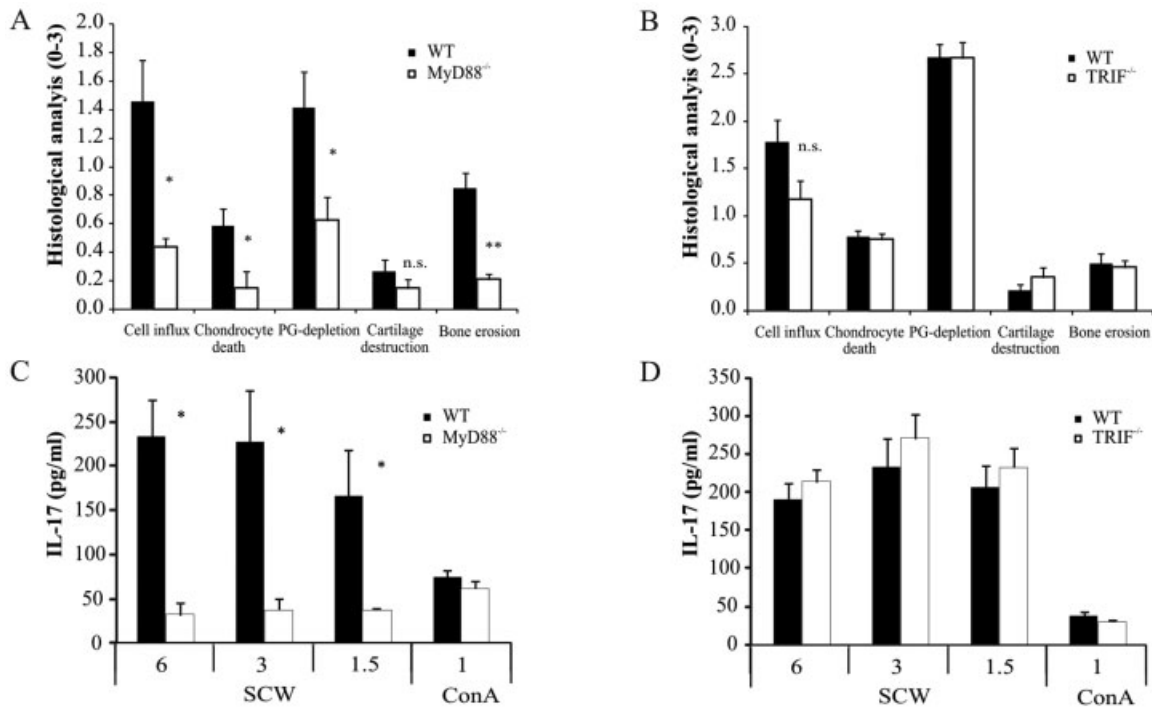 A
Histological analyis (0-3)
2.0
1.8
1.6
1.4
1.2
1.0
0.8
0.6
0.4
0.2
0.0
WT
MyD88-/-
*
*
*
n.s.
**
Cell influx
Chondrocyte death
PG-depletion
Cartilage destruction
Bone erosion
B
Histological analyis (0-3)
3.0
2.5
2.0
1.5
1.0
0.5
0.0
WT
TRIF-/-
n.s.
Cell influx
Chondrocyte death
PG-depletion
Cartilage destruction
Bone erosion
C
IL-17 (pg/ml)
300
250
200
150
100
50
0
WT
MyD88-/-
*
*
*
6 3 1.5 1
SCW ConA
D
IL-17 (pg/ml)
350
300
250
200
150
100
50
0
WT
TRIF-/-
6 3 1.5 1
SCW ConA